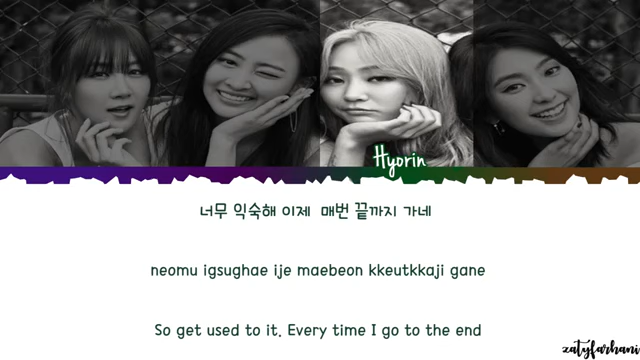 Hyorin
너무 익숙해 이제 매번 끝까지 가네
neomu igsughae ije maebeon kkeutkkaji gane
So get used to it. Every time I go to the end
zatyfarhani